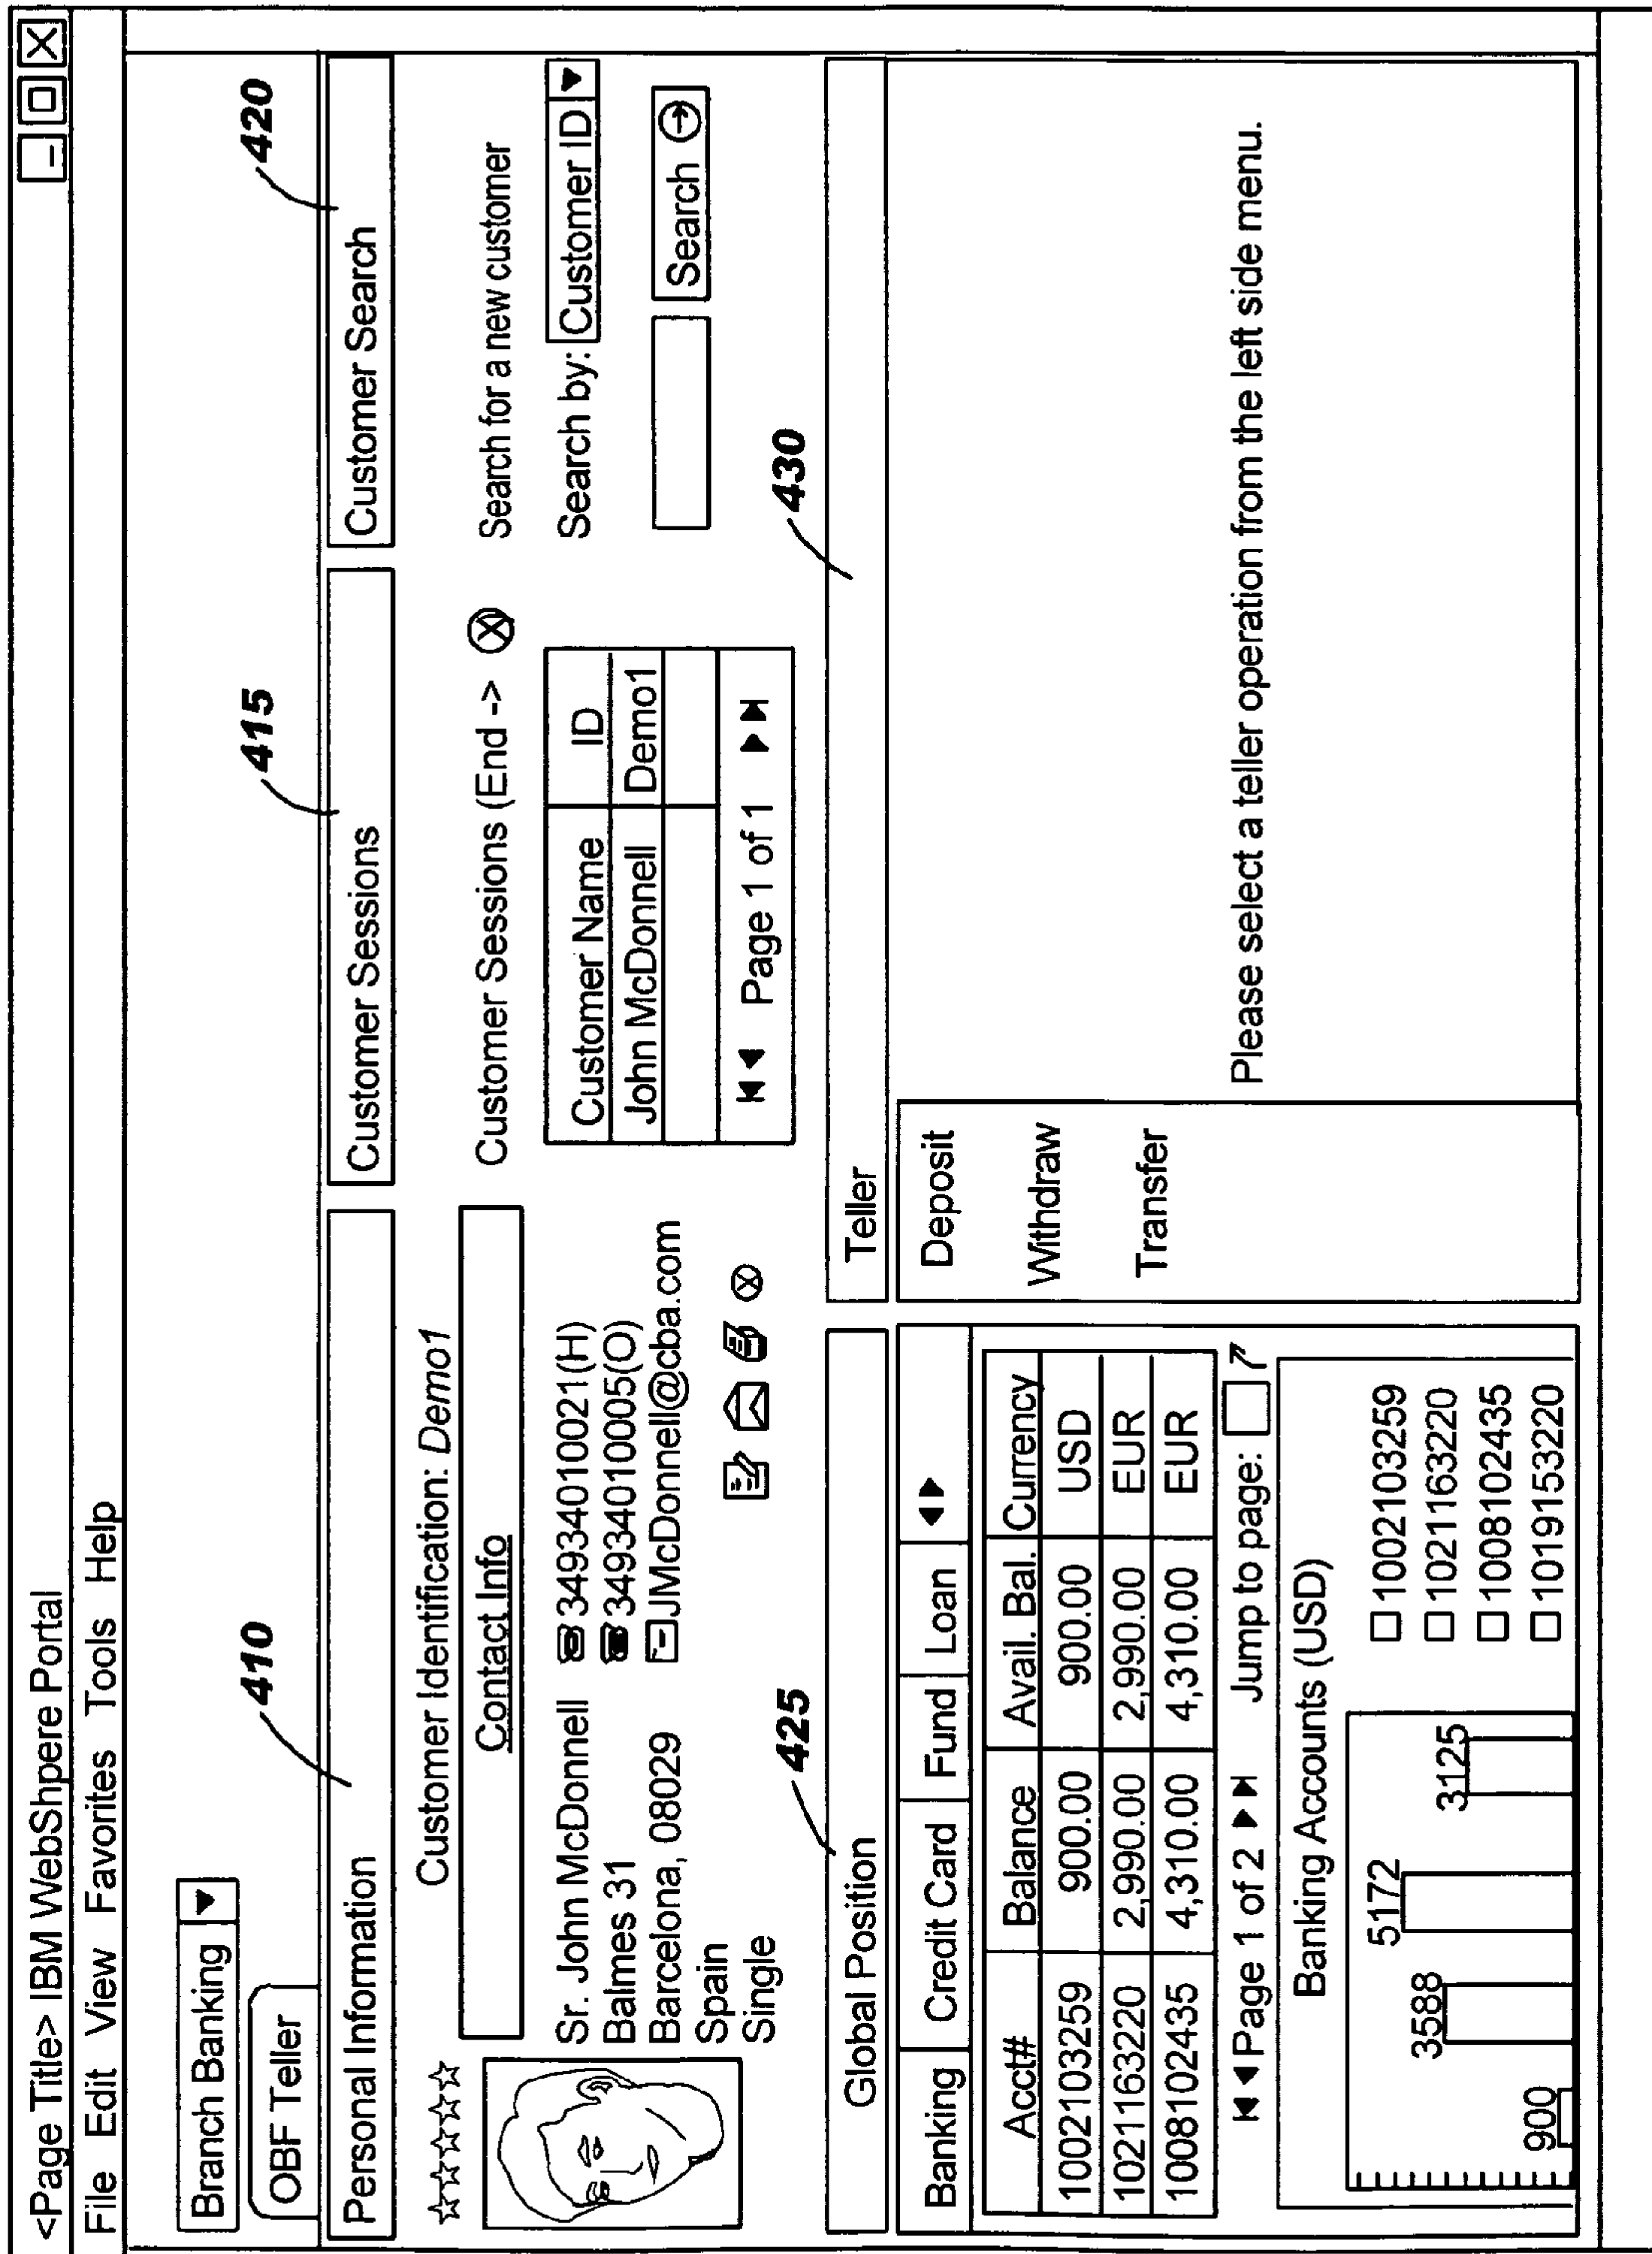 <Page Title> IBM WebShpere Portal
File Edit View Favorites Tools Help
Branch Banking
OBF Teller
410
415
420
Personal Information
Customer Identification: Demo1
Contact Info
Sr. John McDonnell
Balmes 31
Barcelona, 08029
Spain
Single
34934010021(H)
34934010005(O)
JMcDonnell@cba.com
Customer Sessions
Customer Sessions (End ->
Customer Name ID
John McDonnell Demo1
Page 1 of 1
Customer Search
Search for a new customer
Search by: Customer ID
Search
425
430
Global Position
Banking Credit Card Fund Loan
Acct# Balance Avail. Bal. Currency
1002103259 900.00 900.00 USD
1021163220 2,990.00 2,990.00 EUR
1008102435 4,310.00 4,310.00 EUR
Page 1 of 2 Jump to page:
Banking Accounts (USD)
900
3588
5172
3125
1002103259
1021163220
1008102435
1019153220
Teller
Deposit
Withdraw
Transfer
Please select a teller operation from the left side menu.